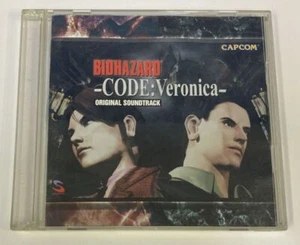 CAPCOM
BIOHAZARD
-CODE:Veronica-
ORIGINAL SOUNDTRACK